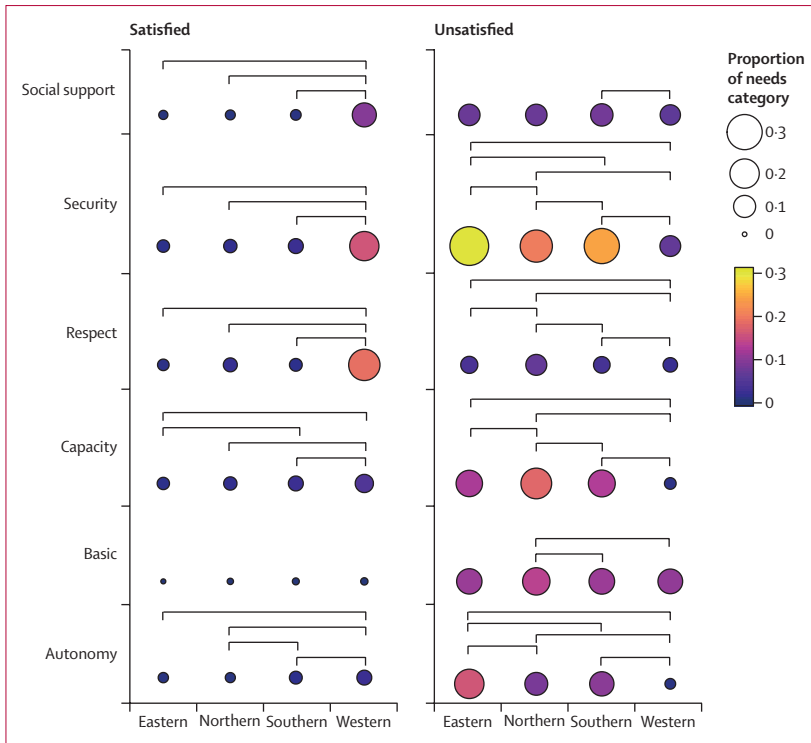 Satisfied
Unsatisfied
Social support
Security
Respect
Capacity
Basic
Autonomy
Eastern
Northern
Southern
Western
Eastern
Northern
Southern
Western
Proportion
of needs
category
0·3
0·2
0·1
0
0·3
0·2
0·1
0